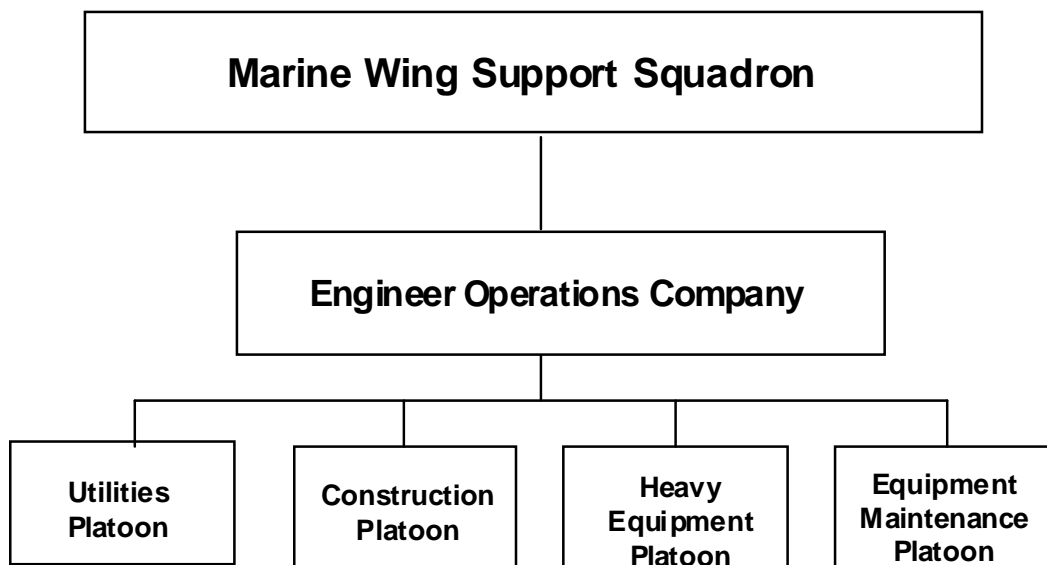 Marine Wing Support Squadron
Engineer Operations Company
Utilities
Platoon
Construction
Platoon
Heavy
Equipment
Platoon
Equipment
Maintenance
Platoon